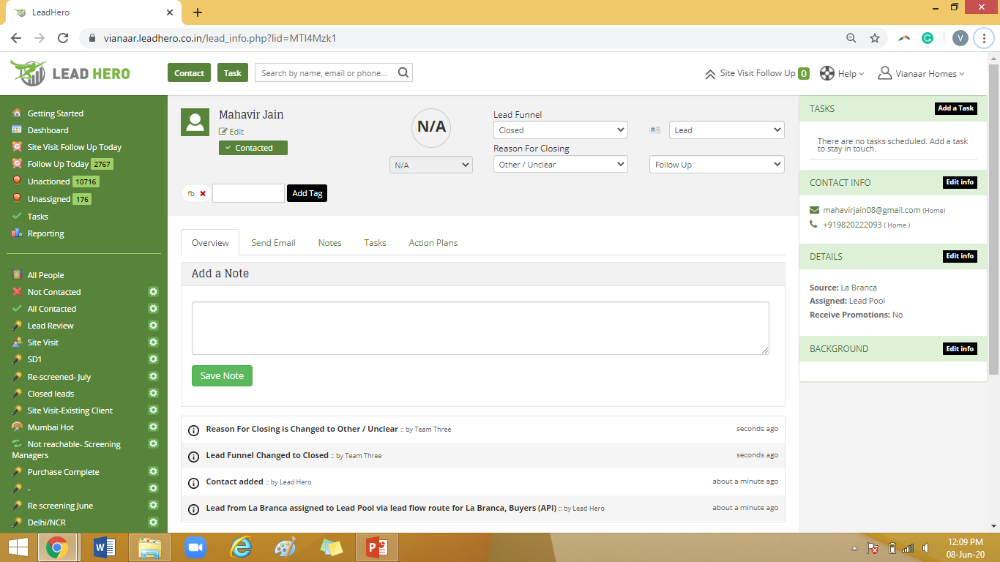 LeadHero
vianaar.leadhero.co.in/lead_info.php?lid=MTI4Mzk1
V
LEAD HERO
Contact
Task
Search by name, email or phone...
Site Visit Follow Up 0
Help
Vianaar Homes
Getting Started
Dashboard
Site Visit Follow Up Today
Follow Up Today 2767
Unactioned 10716
Unassigned 176
Tasks
Reporting
All People
Not Contacted
All Contacted
Lead Review
Site Visit
SD1
Re-screened- July
Closed leads
Site Visit-Existing Client
Mumbai Hot
Not reachable- Screening
Managers
Purchase Complete
-
Re screening June
Delhi/NCR
Mahavir Jain
Edit
Contacted
N/A
N/A
Lead Funnel
Closed
Lead
Reason For Closing
Other / Unclear
Follow Up
fb
Add Tag
Overview
Send Email
Notes
Tasks
Action Plans
Add a Note
Save Note
Reason For Closing is Changed to Other / Unclear :: by Team Three seconds ago
Lead Funnel Changed to Closed :: by Team Three seconds ago
Contact added :: by Lead Hero about a minute ago
Lead from La Branca assigned to Lead Pool via lead flow route for La Branca, Buyers (API) :: by Lead Hero about a minute ago
TASKS Add a Task
There are no tasks scheduled. Add a task
to stay in touch.
CONTACT INFO Edit info
mahavirjain08@gmail.com (Home)
+919820222093 ( Home )
DETAILS Edit info
Source: La Branca
Assigned: Lead Pool
Receive Promotions: No
BACKGROUND Edit info
12:09 PM
08-Jun-20